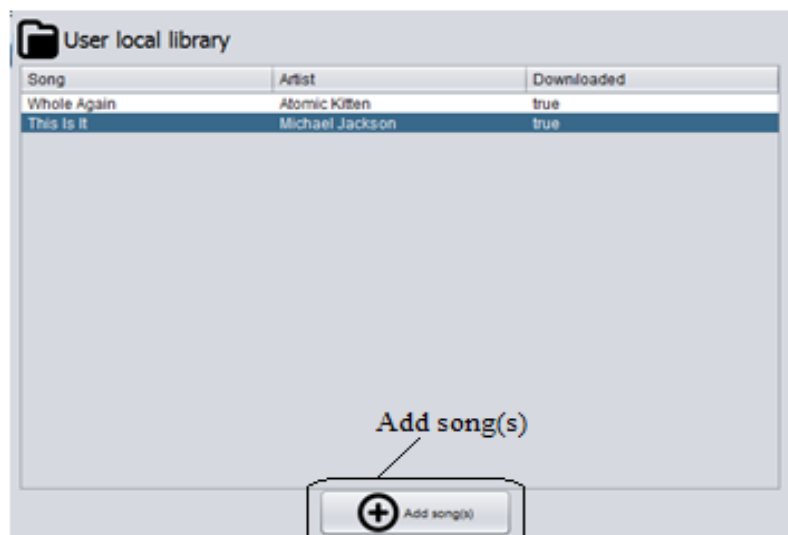 User local library
Song Artist Downloaded
Whole Again Atomic Kitten true
This Is It Michael Jackson true
Add song(s)
Add song(s)